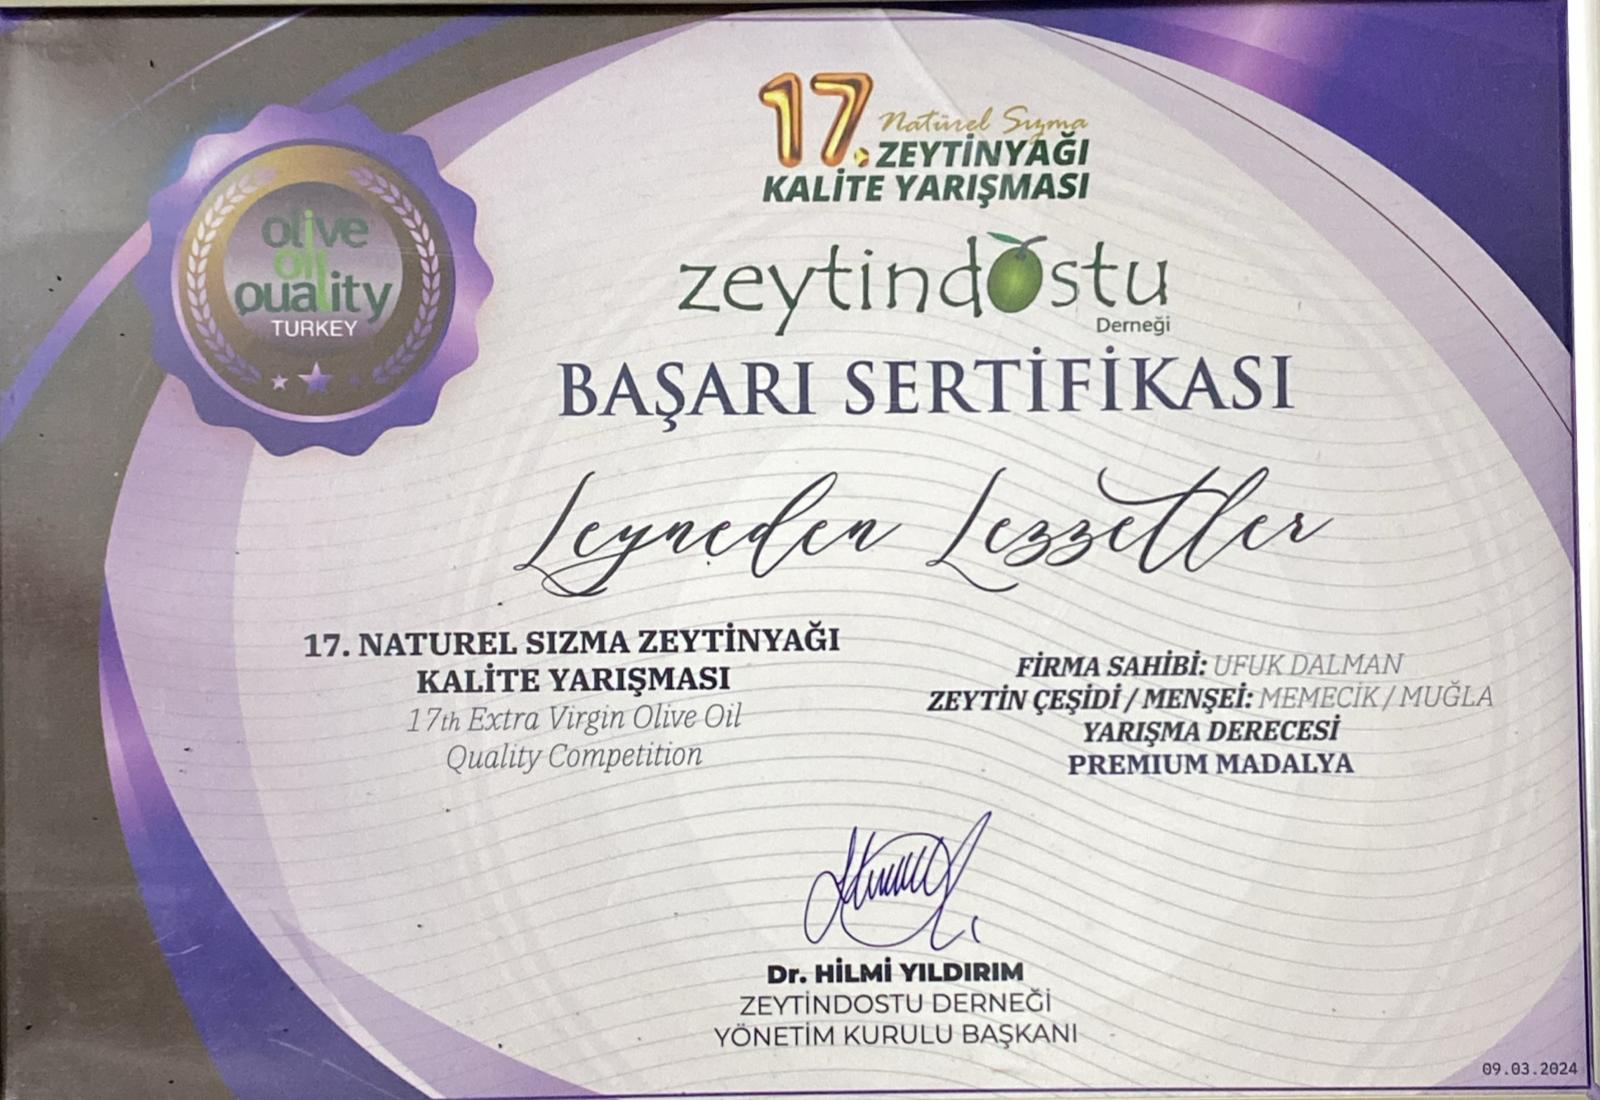 17. Natürel Sızma
ZEYTİNYAĞI
KALİTE YARIŞMASI
olive
oil
quality
TURKEY
zeytindostu
Derneği
BAŞARI SERTİFİKASI
Leyneden Lezzetler
17. NATUREL SIZMA ZEYTİNYAĞI
KALİTE YARIŞMASI
17th Extra Virgin Olive Oil
Quality Competition
FİRMA SAHİBİ: UFUK DALMAN
ZEYTİN ÇEŞİDİ / MENŞEİ: MEMECİK / MUĞLA
YARIŞMA DERECESİ
PREMIUM MADALYA
Dr. HİLMİ YILDIRIM
ZEYTİNDOSTU DERNEĞİ
YÖNETİM KURULU BAŞKANI
09.03.2024